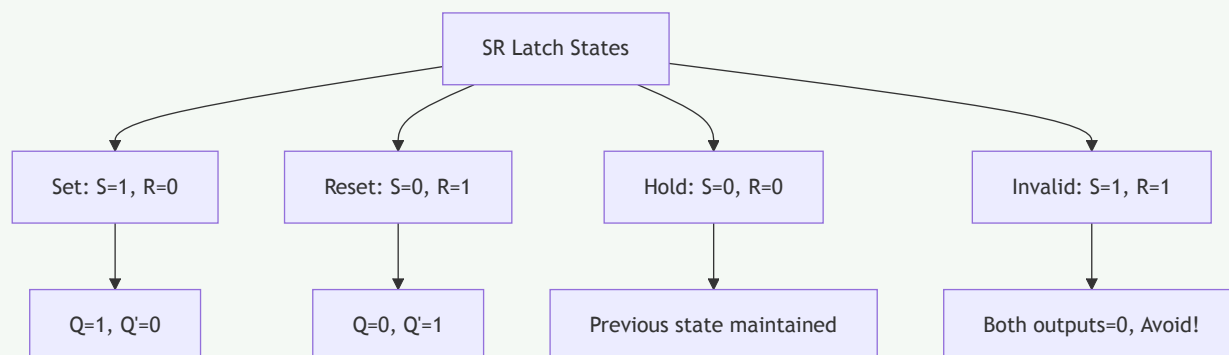 SR Latch States
Set: S=1, R=0
Reset: S=0, R=1
Hold: S=0, R=0
Invalid: S=1, R=1
Q=1, Q'=0
Q=0, Q'=1
Previous state maintained
Both outputs=0, Avoid!